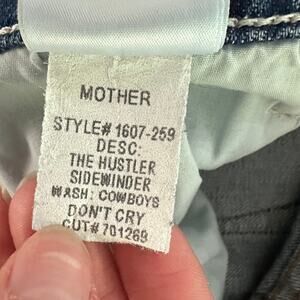 MOTHER
STYLE# 1607-259
DESC:
THE HUSTLER
SIDEWINDER
WASH: COWBOYS
DON'T CRY
CUT# 701269